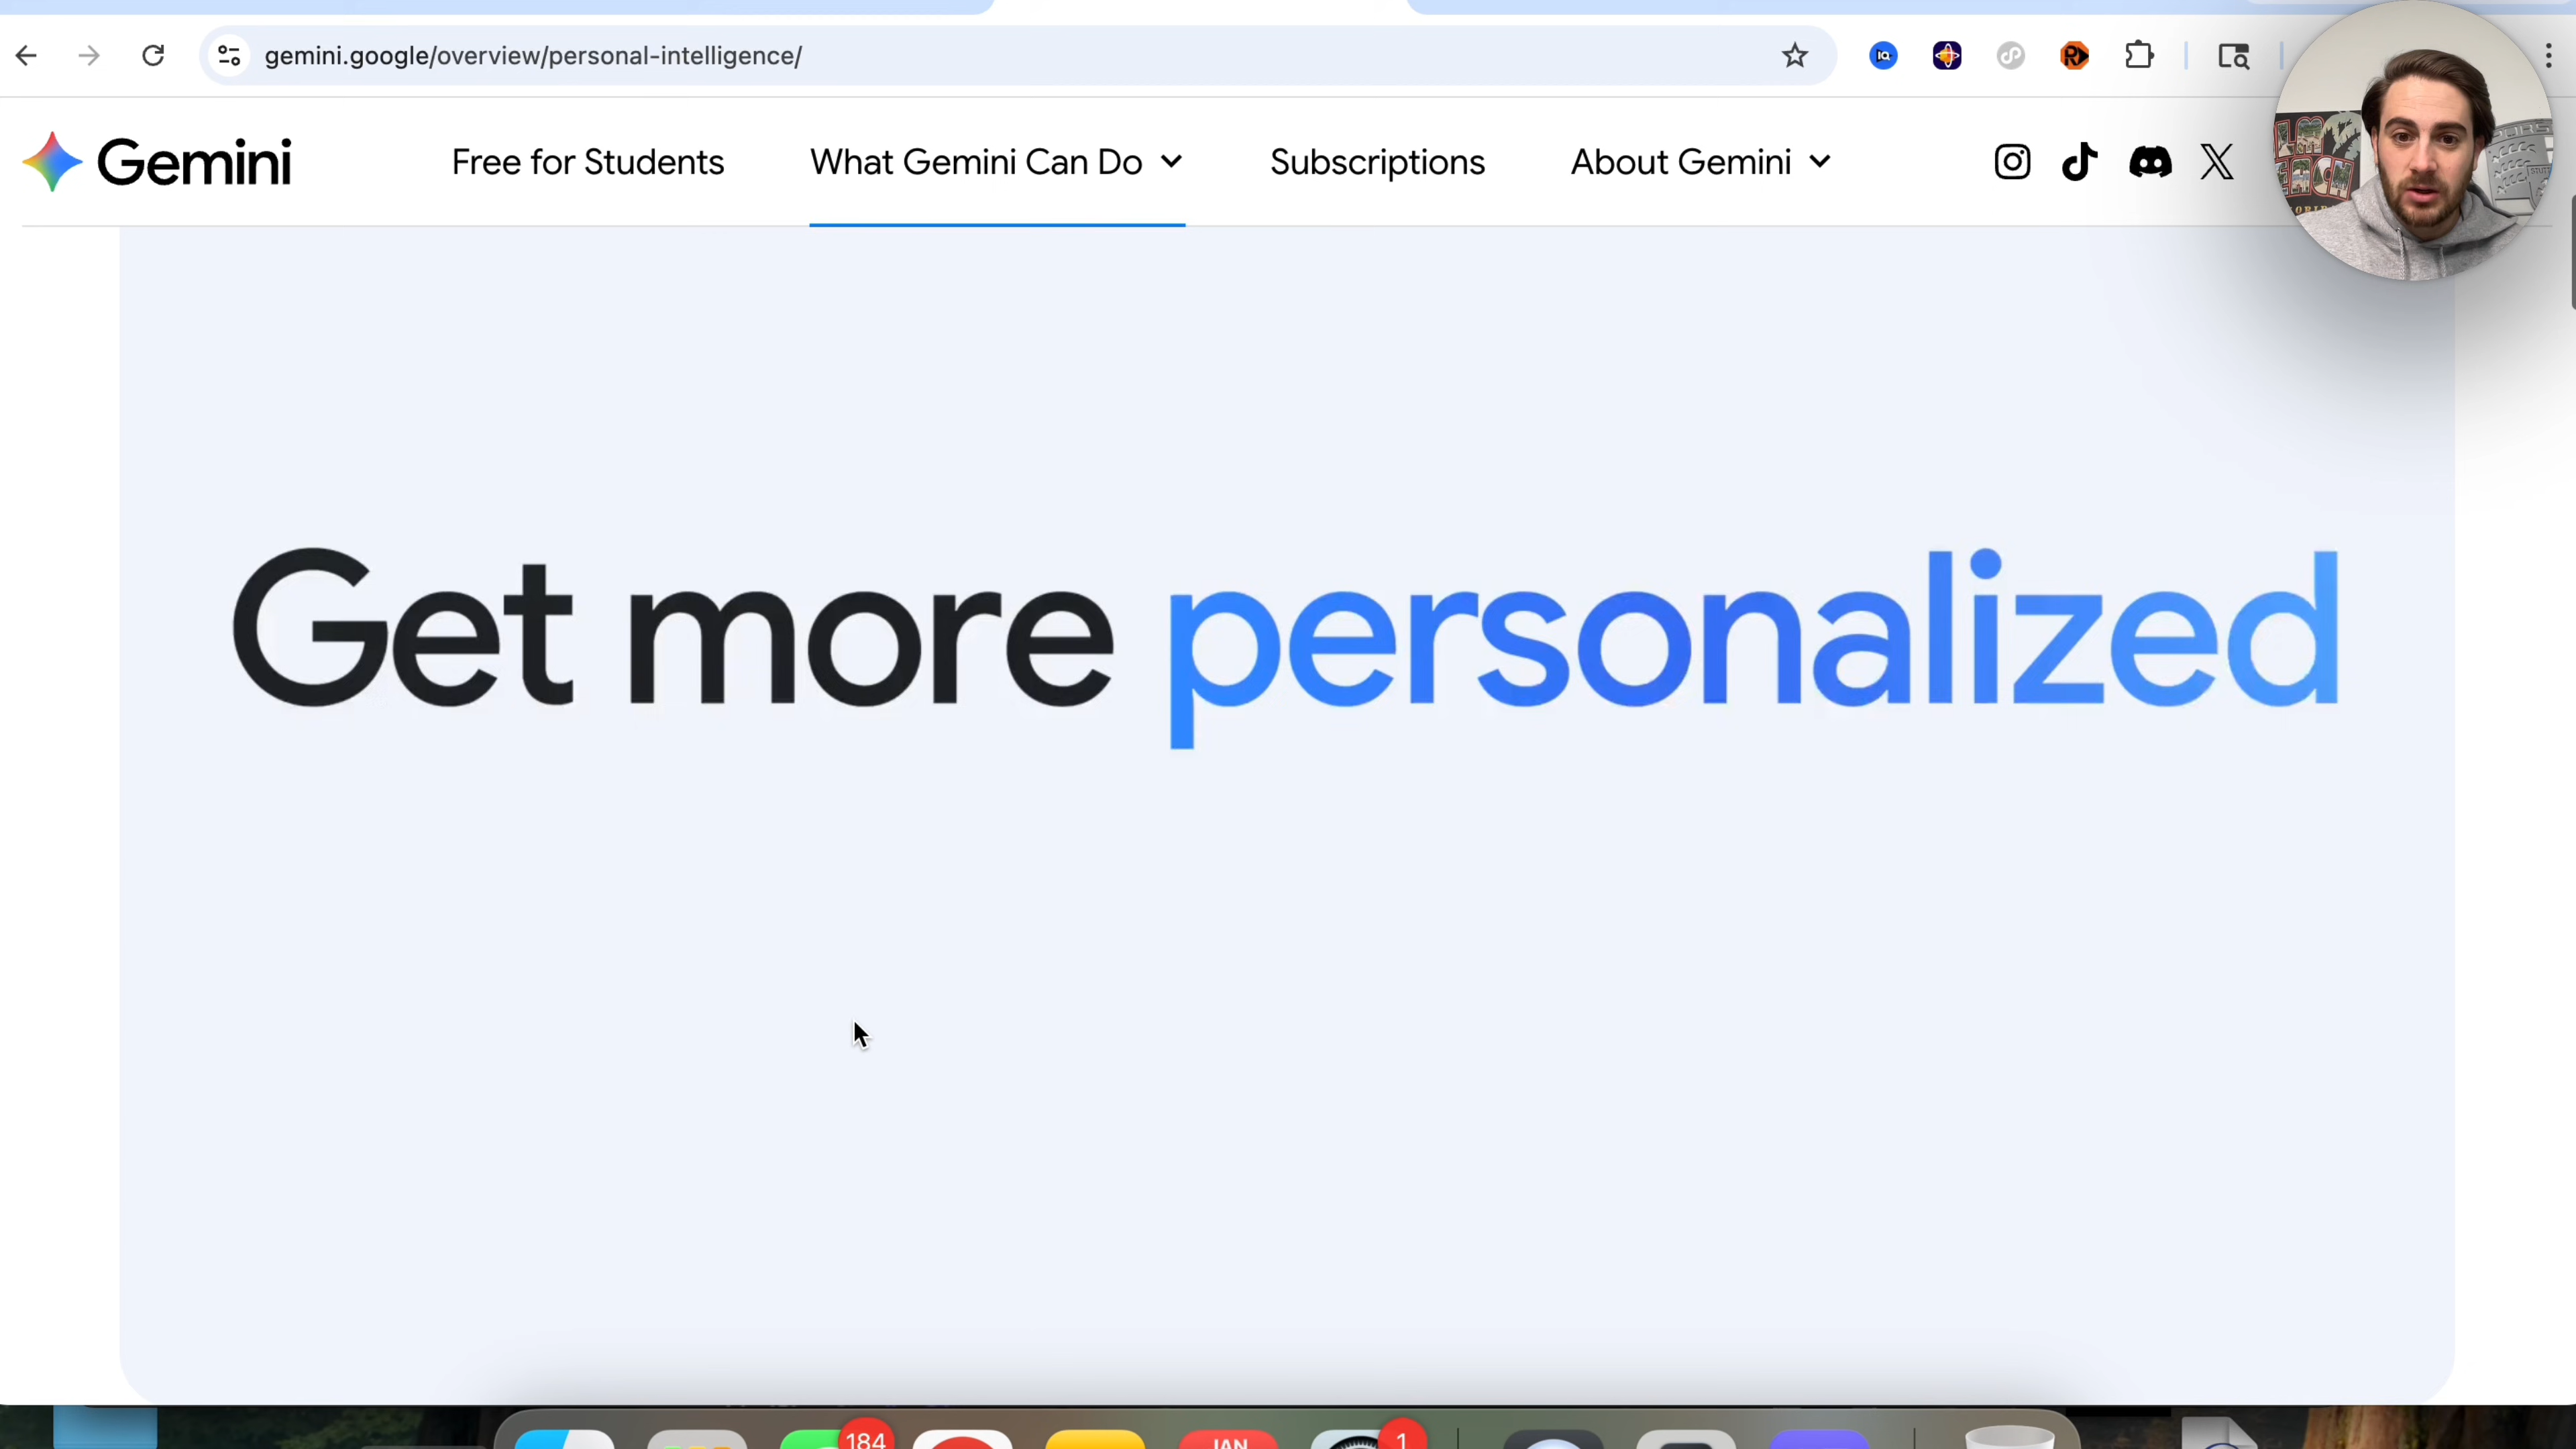 gemini.google/overview/personal-intelligence/
Gemini
Free for Students
What Gemini Can Do
Subscriptions
About Gemini
Get more personalized
184
JAN
1